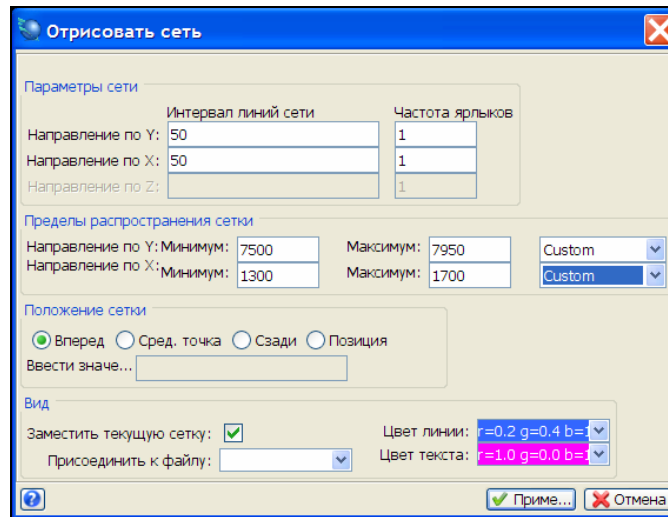 Отрисовать сеть
Параметры сети
Интервал линий сети Частота ярлыков
Направление по Y: 50 1
Направление по X: 50 1
Направление по Z: 1
Пределы распространения сетки
Направление по Y: Минимум: 7500 Максимум: 7950 Custom
Направление по X: Минимум: 1300 Максимум: 1700 Custom
Положение сетки
Вперед Сред. точка Сзади Позиция
Ввести значе...
Вид
Заместить текущую сетку: Цвет линии: r=0.2 g=0.4 b=1
Присоединить к файлу: Цвет текста: r=1.0 g=0.0 b=1
? Приме... Отмена